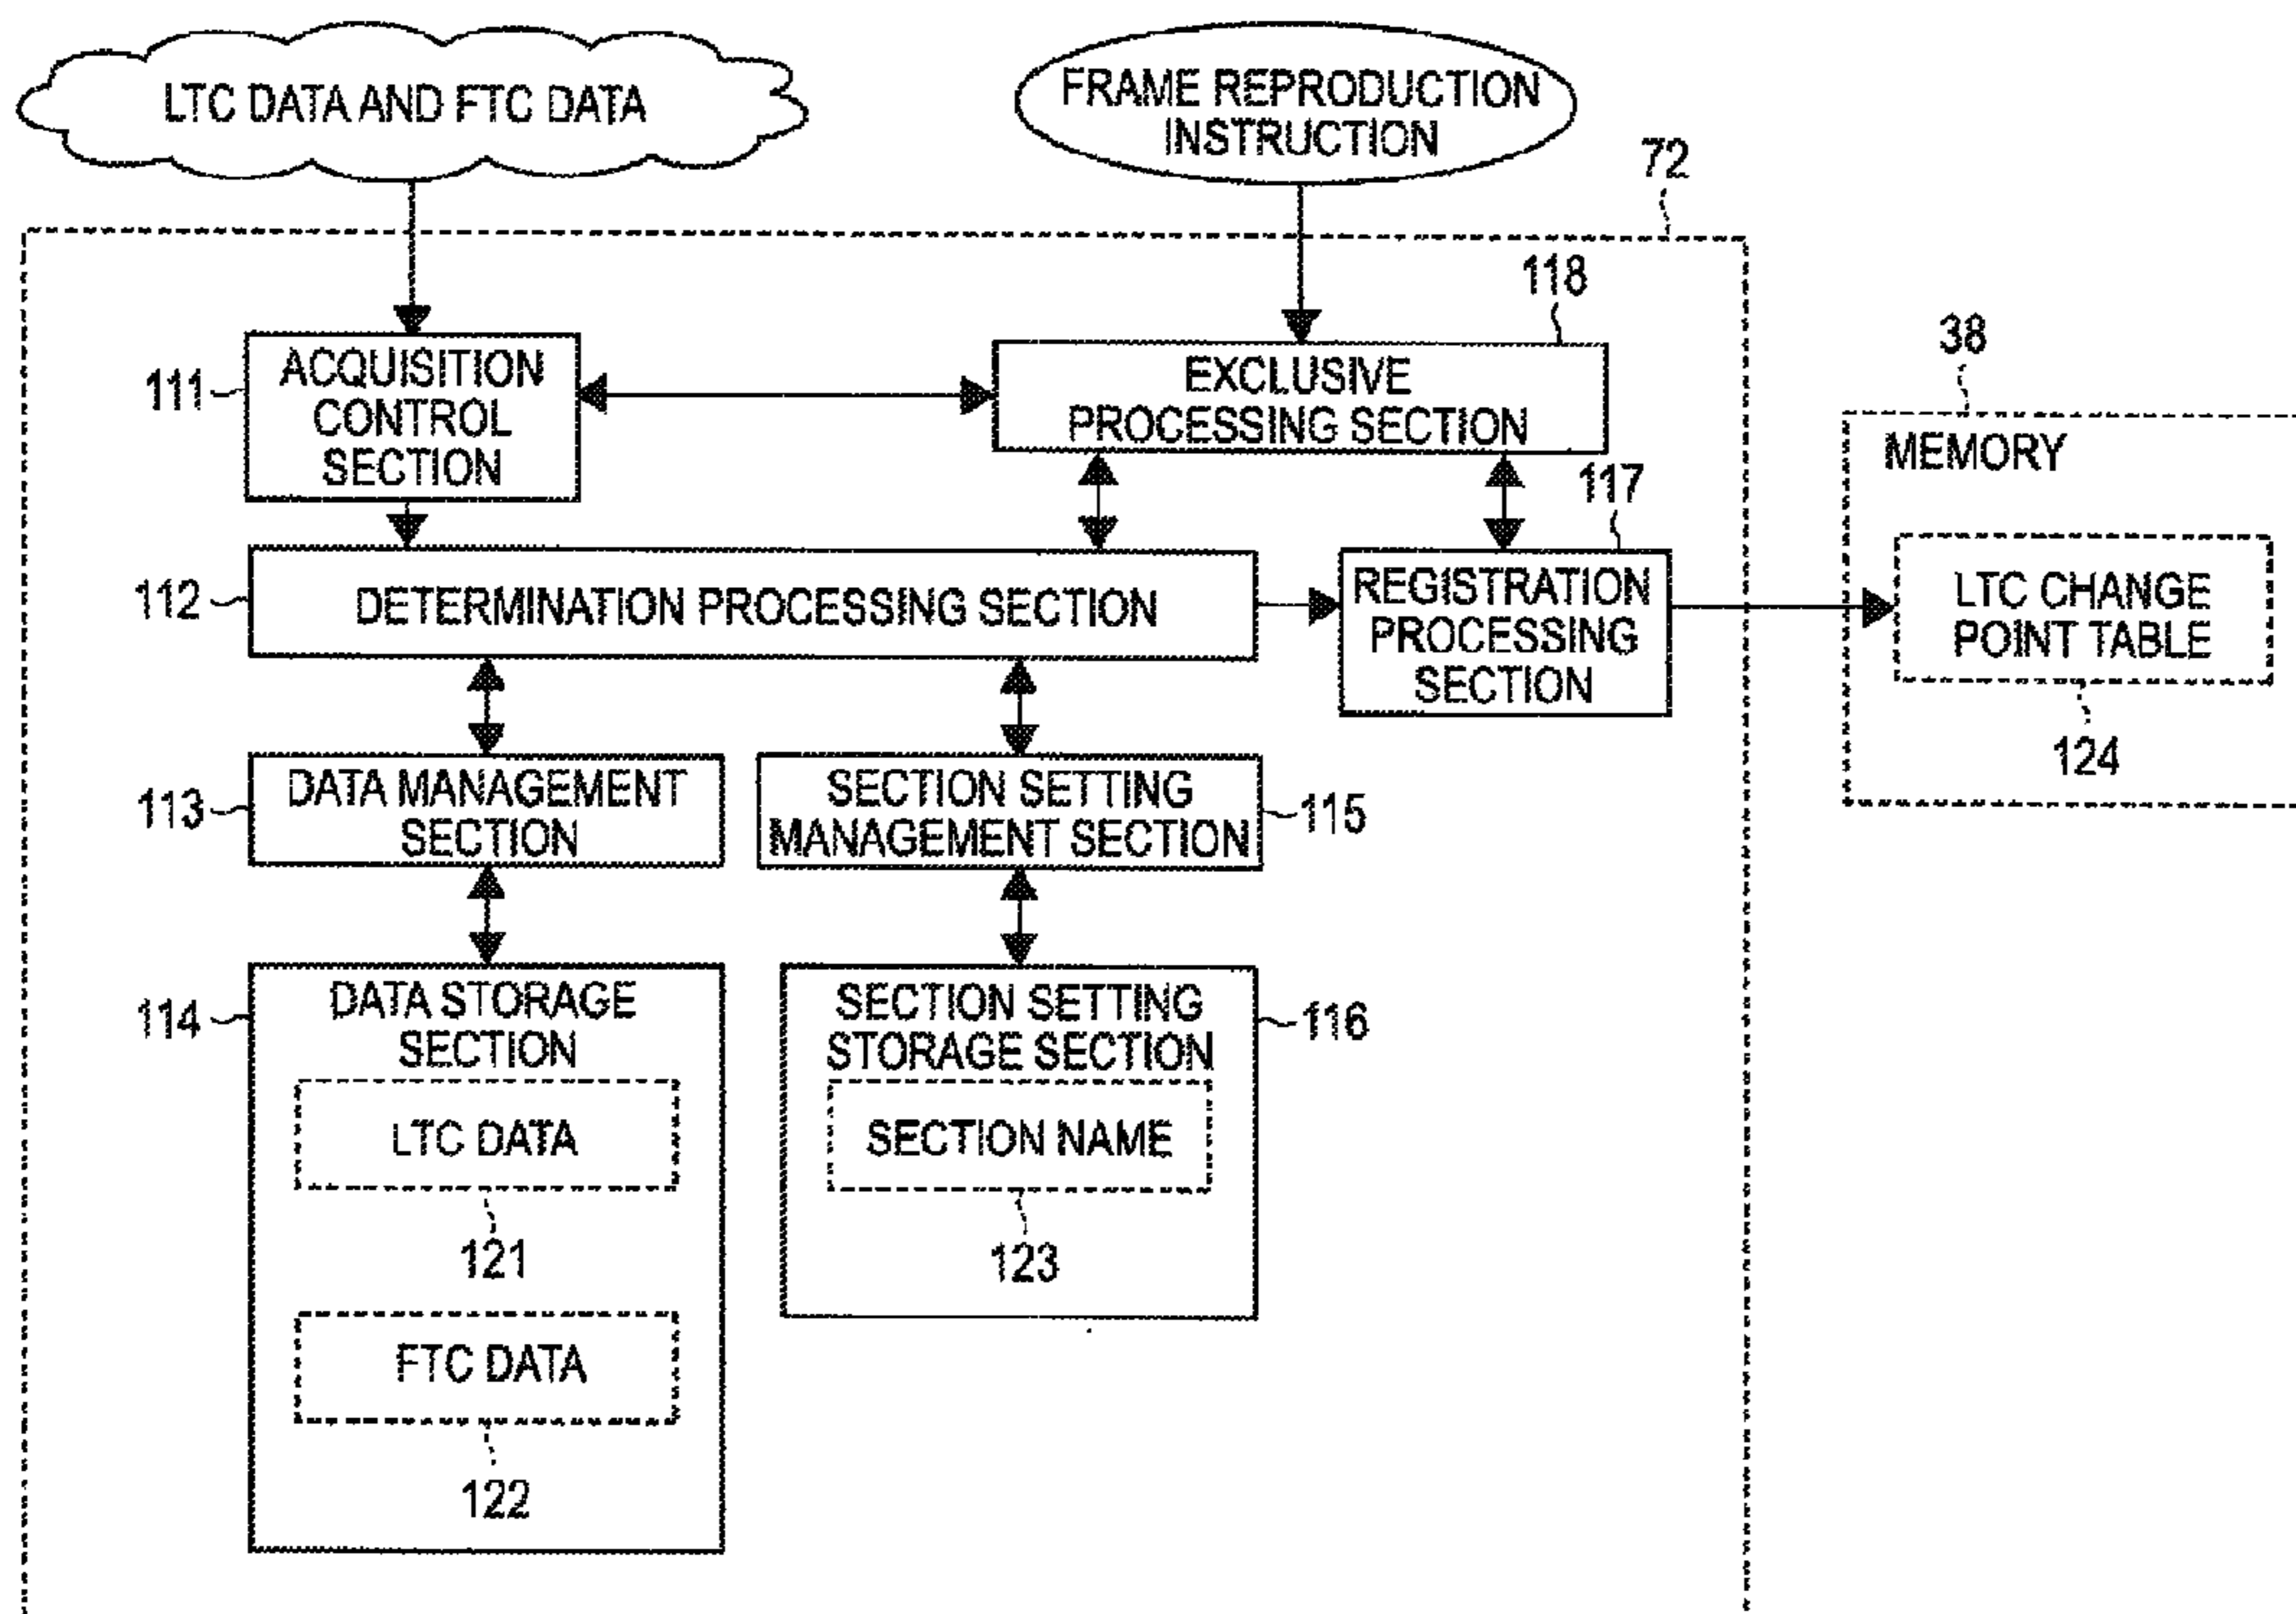 LTC DATA AND FTC DATA
FRAME REPRODUCTION
INSTRUCTION
72
118
111
ACQUISITION
CONTROL
SECTION
EXCLUSIVE
PROCESSING SECTION
38
MEMORY
117
112
DETERMINATION PROCESSING SECTION
REGISTRATION
PROCESSING
SECTION
LTC CHANGE
POINT TABLE
124
113
DATA MANAGEMENT
SECTION
SECTION SETTING
MANAGEMENT SECTION
115
114
DATA STORAGE
SECTION
SECTION SETTING
STORAGE SECTION
116
LTC DATA
121
SECTION NAME
123
FTC DATA
122